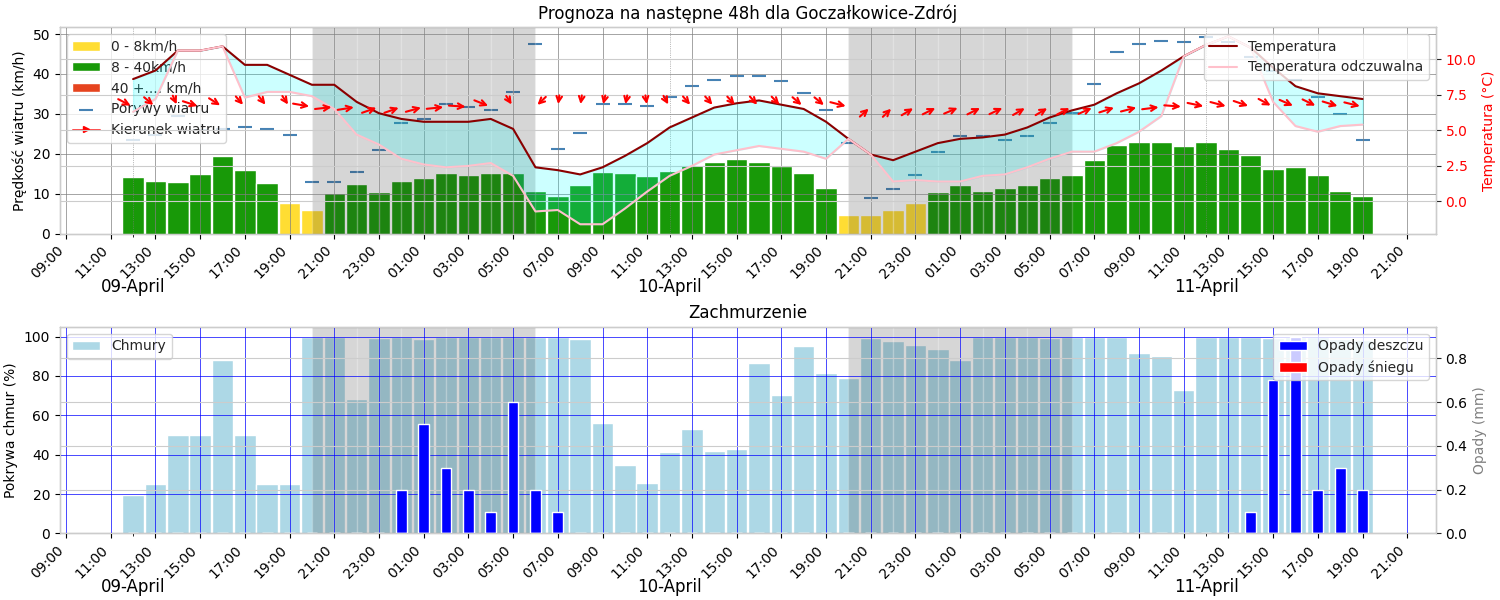 Prognoza na następne 48h dla Goczałkowice-Zdrój
Prędkość wiatru (km/h)
50
40
30
20
10
0
0 - 8km/h
8 - 40km/h
40 +.... km/h
Porywy wiatru
Kierunek wiatru
Temperatura
Temperatura odczuwalna
10.0
7.5
5.0
2.5
0.0
Temperatura (°C)
09:00 11:00 13:00 15:00 17:00 19:00 21:00 23:00 01:00 03:00 05:00 07:00 09:00 11:00 13:00 15:00 17:00 19:00 21:00 23:00 01:00 03:00 05:00 07:00 09:00 11:00 13:00 15:00 17:00 19:00 21:00
09-April 10-April 11-April
Zachmurzenie
Pokrywa chmur (%)
100
80
60
40
20
0
Chmury
Opady deszczu
Opady śniegu
0.8
0.6
0.4
0.2
0.0
Opady (mm)
09:00 11:00 13:00 15:00 17:00 19:00 21:00 23:00 01:00 03:00 05:00 07:00 09:00 11:00 13:00 15:00 17:00 19:00 21:00 23:00 01:00 03:00 05:00 07:00 09:00 11:00 13:00 15:00 17:00 19:00 21:00
09-April 10-April 11-April